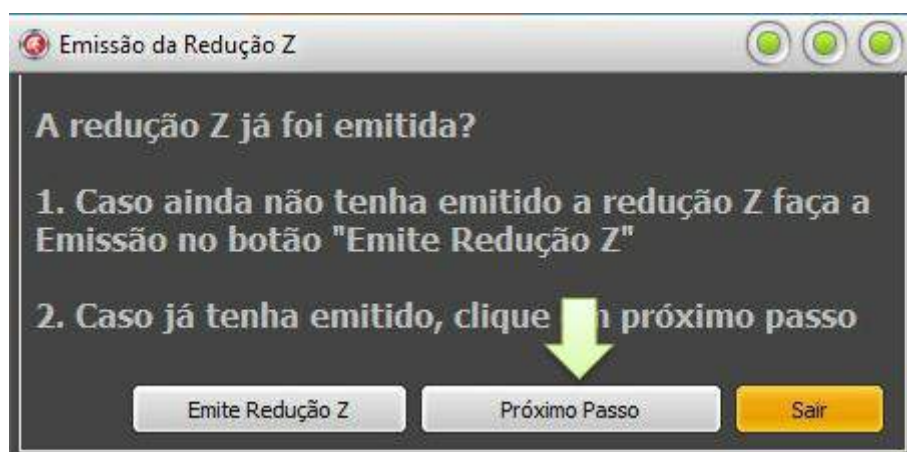 Emissão da Redução Z
A redução Z já foi emitida?
1. Caso ainda não tenha emitido a redução Z faça a
Emissão no botão "Emite Redução Z"
2. Caso já tenha emitido, clique próximo passo
Emite Redução Z
Próximo Passo
Sair